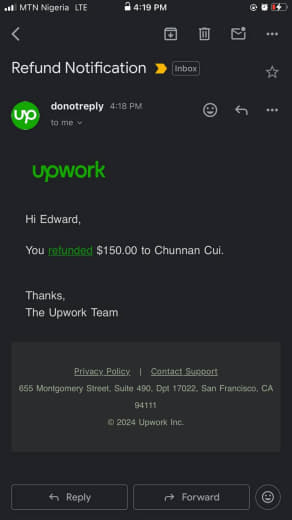 MTN Nigeria LTE 4:19 PM
Refund Notification Inbox
donotreply 4:18 PM
to me
up
upwork
Hi Edward,
You refunded $150.00 to Chunnan Cui.
Thanks,
The Upwork Team
Privacy Policy | Contact Support
655 Montgomery Street, Suite 490, Dpt 17022, San Francisco, CA
94111
© 2024 Upwork Inc.
Reply Forward